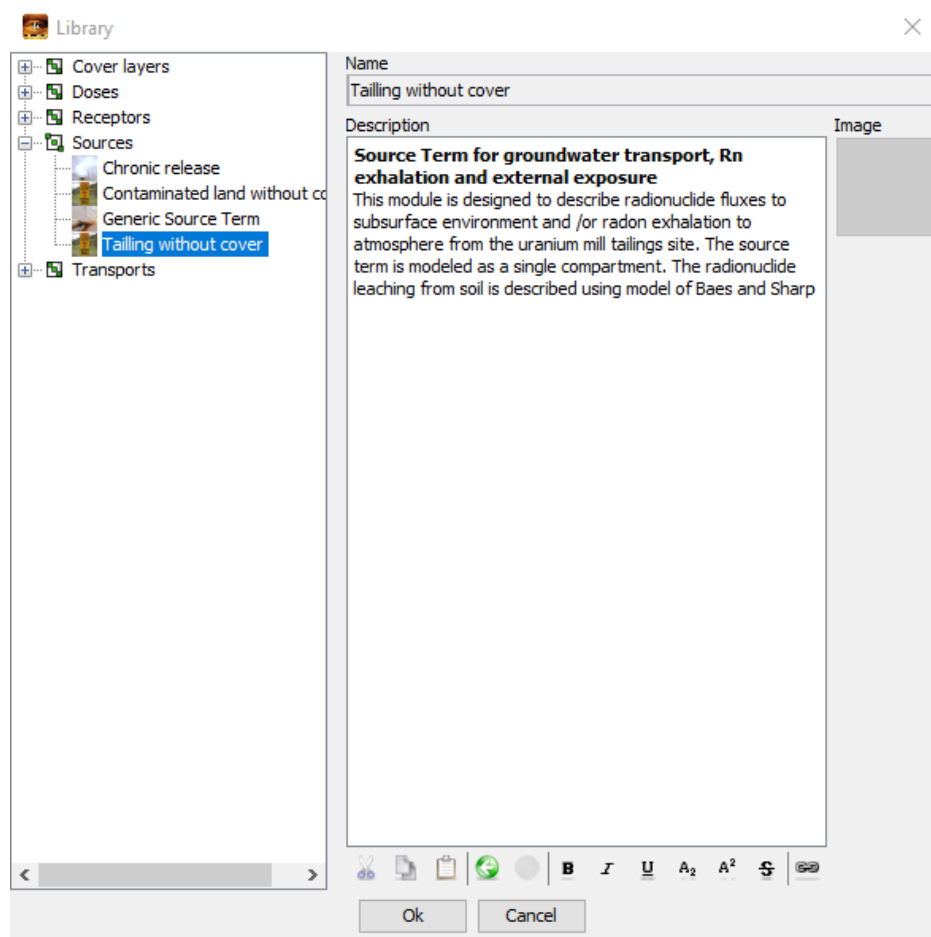 Library
Cover layers
Doses
Receptors
Sources
Chronic release
Contaminated land without co
Generic Source Term
Tailling without cover
Transports
Name
Tailling without cover
Description
Image
Source Term for groundwater transport, Rn
exhalation and external exposure
This module is designed to describe radionuclide fluxes to
subsurface environment and /or radon exhalation to
atmosphere from the uranium mill tailings site. The source
term is modeled as a single compartment. The radionuclide
leaching from soil is described using model of Baes and Sharp
B I U A₂ A² S
Ok Cancel